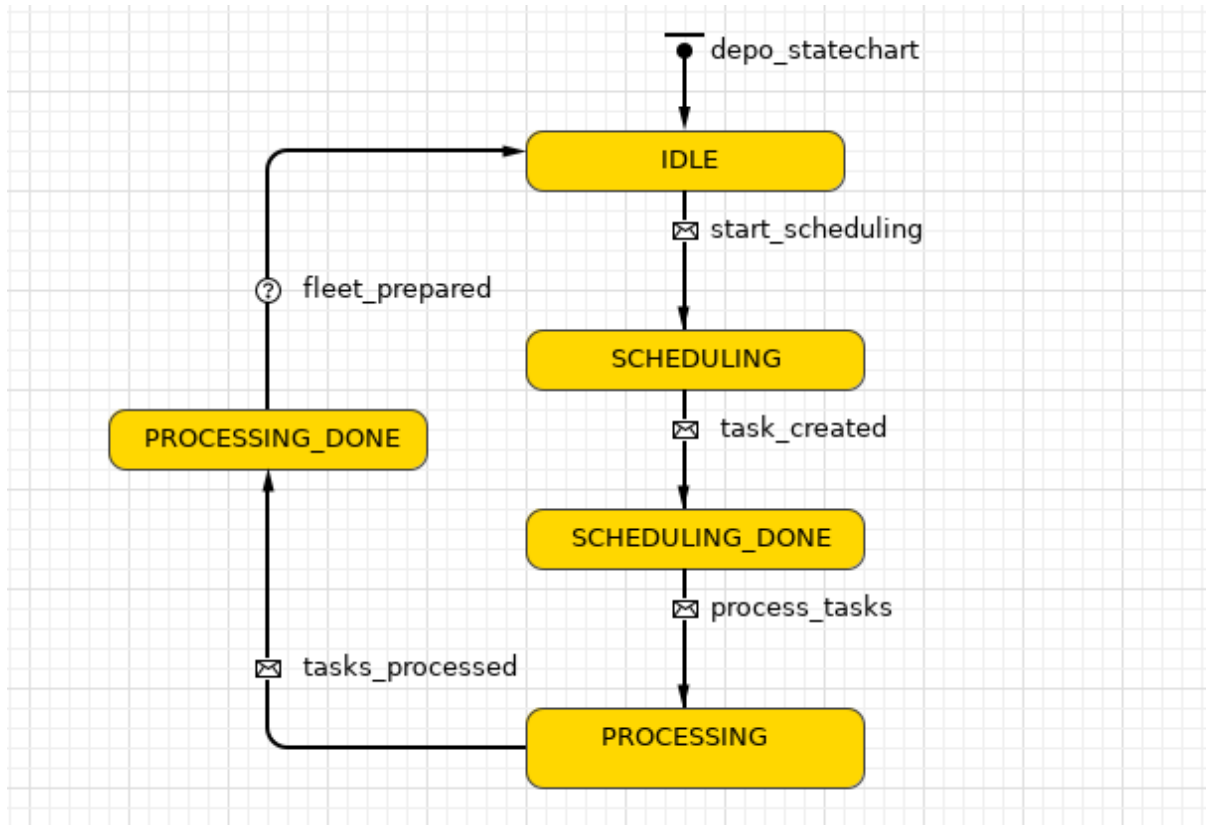 depo_statechart
IDLE
start_scheduling
fleet_prepared
SCHEDULING
task_created
PROCESSING_DONE
SCHEDULING_DONE
process_tasks
tasks_processed
PROCESSING